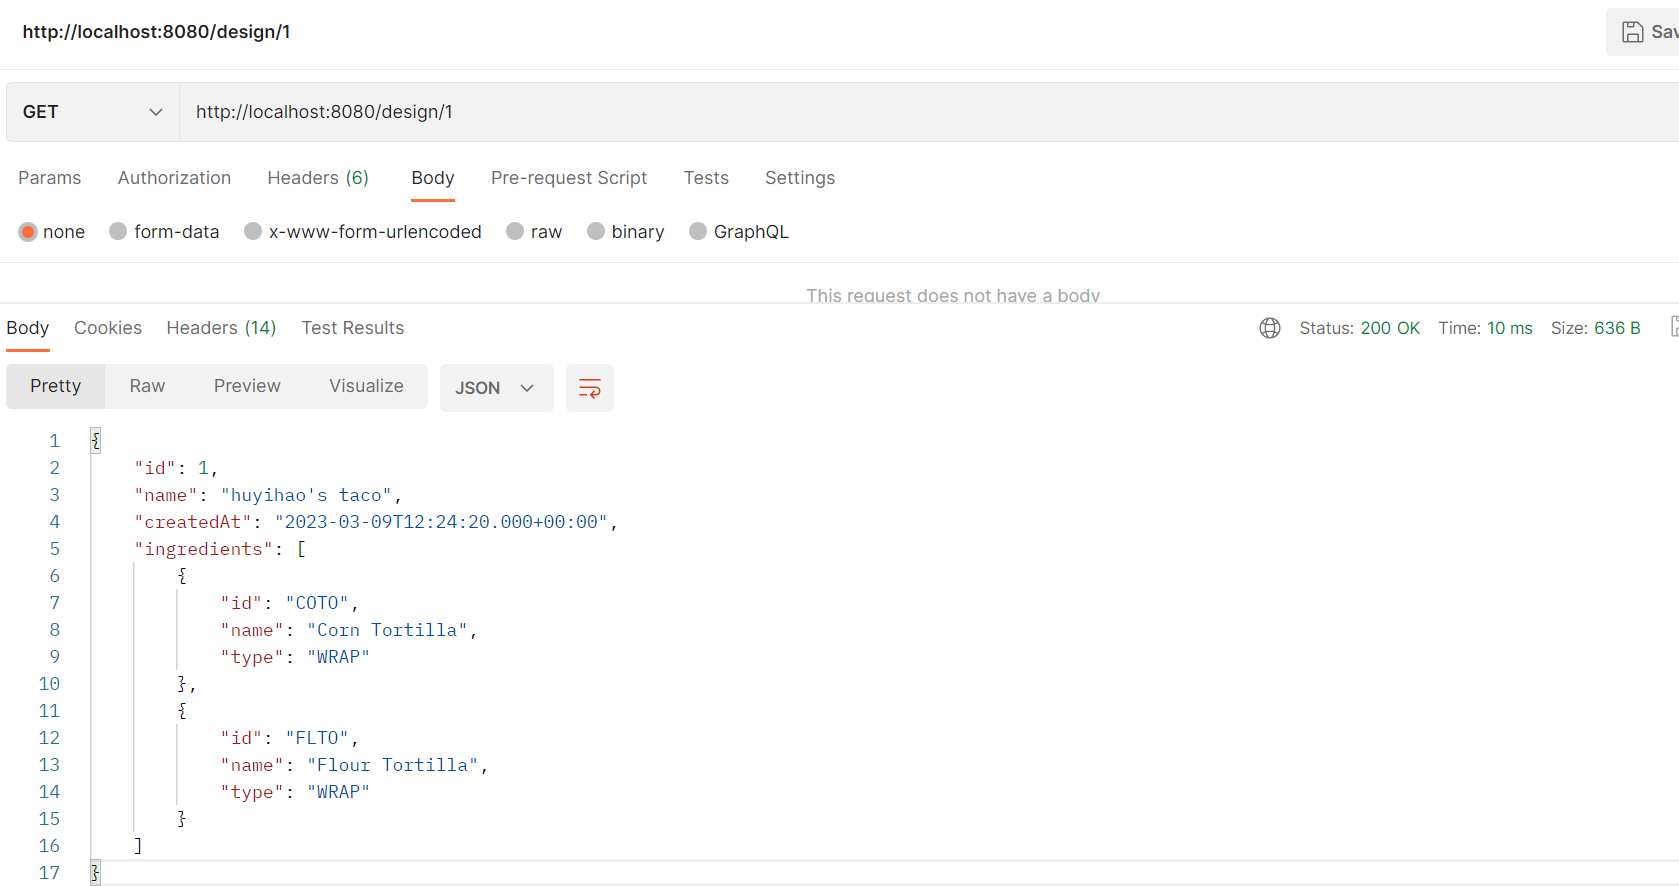 http://localhost:8080/design/1
Sav
GET http://localhost:8080/design/1
Params Authorization Headers (6) Body Pre-request Script Tests Settings
none form-data x-www-form-urlencoded raw binary GraphQL
This request does not have a body
Body Cookies Headers (14) Test Results Status: 200 OK Time: 10 ms Size: 636 B
Pretty Raw Preview Visualize JSON
1 {
2 "id": 1,
3 "name": "huyihao's taco",
4 "createdAt": "2023-03-09T12:24:20.000+00:00",
5 "ingredients": [
6 {
7 "id": "COTO",
8 "name": "Corn Tortilla",
9 "type": "WRAP"
10 },
11 {
12 "id": "FLTO",
13 "name": "Flour Tortilla",
14 "type": "WRAP"
15 }
16 ]
17 }